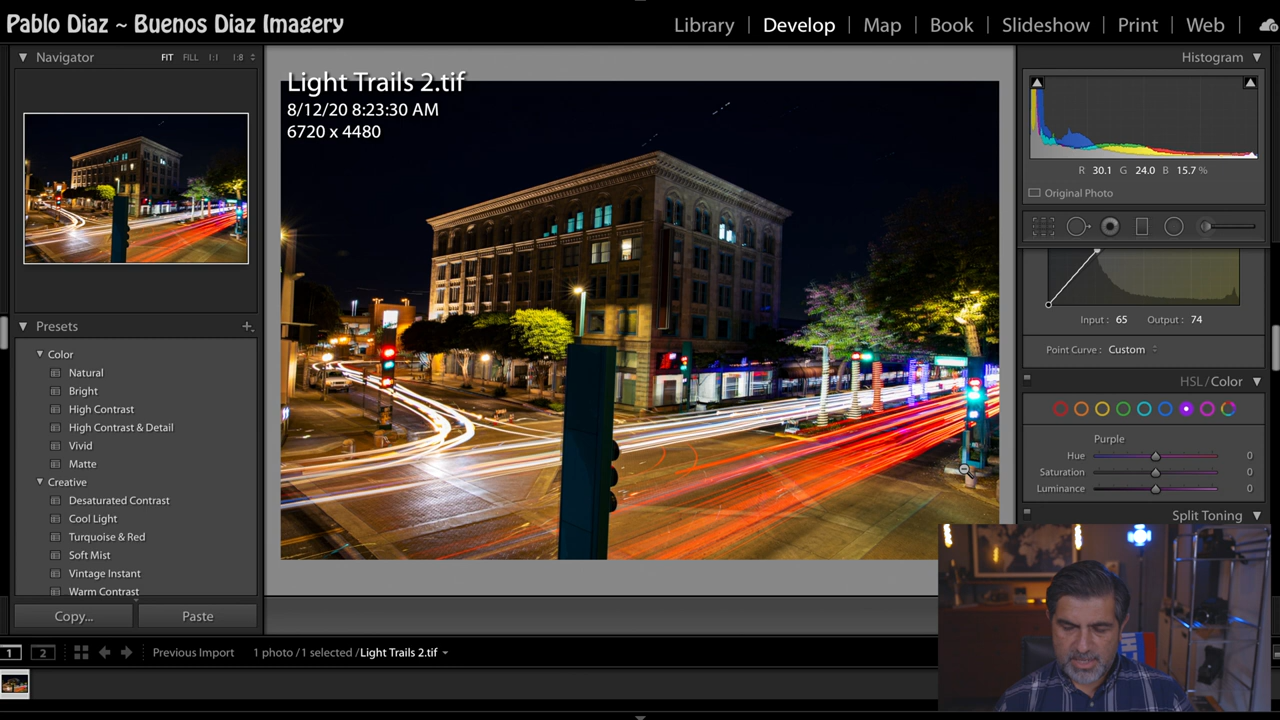 Pablo Diaz ~ Buenos Diaz Imagery
Library | Develop | Map | Book | Slideshow | Print | Web |
Navigator FIT FILL 1:1 1:8
Light Trails 2.tif
8/12/20 8:23:30 AM
6720 x 4480
Histogram
R 30.1 G 24.0 B 15.7 %
Original Photo
Input : 65 Output : 74
Point Curve : Custom
HSL / Color
Purple
Hue 0
Saturation 0
Luminance 0
Split Toning
Presets +
Color
Natural
Bright
High Contrast
High Contrast & Detail
Vivid
Matte
Creative
Desaturated Contrast
Cool Light
Turquoise & Red
Soft Mist
Vintage Instant
Warm Contrast
Copy... Paste
1 2 Previous Import 1 photo / 1 selected / Light Trails 2.tif